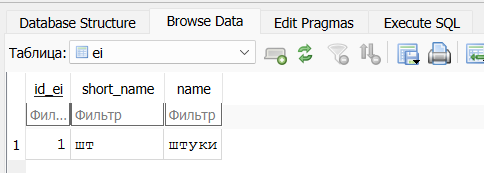 Database Structure Browse Data Edit Pragmas Execute SQL
Таблица: ei
id_ei short_name name
Фил... Фильтр Фильтр
1 1 шт штуки